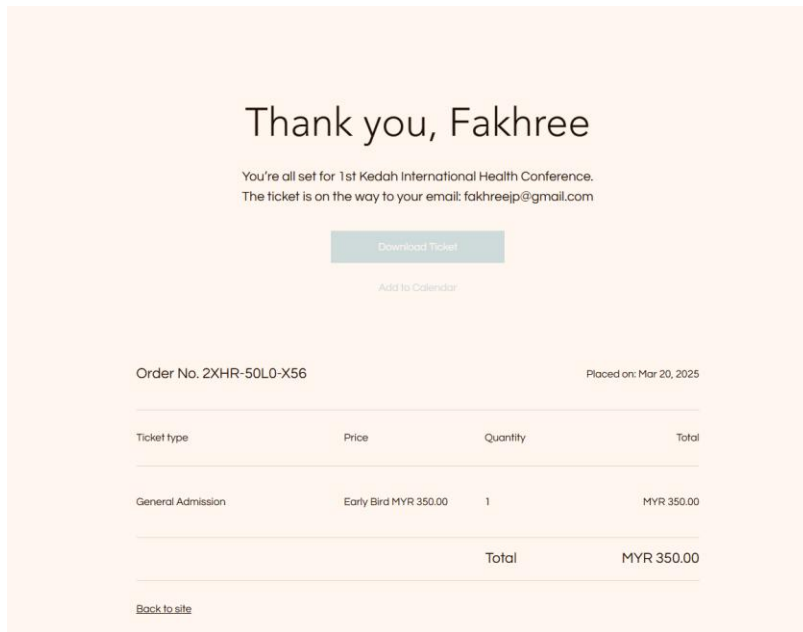 Thank you, Fakhree
You're all set for 1st Kedah International Health Conference.
The ticket is on the way to your email: fakhreejp@gmail.com
Download Ticket
Add to Calendar
Order No. 2XHR-50L0-X56 Placed on: Mar 20, 2025
Ticket type Price Quantity Total
General Admission Early Bird MYR 350.00 1 MYR 350.00
Total MYR 350.00
Back to site